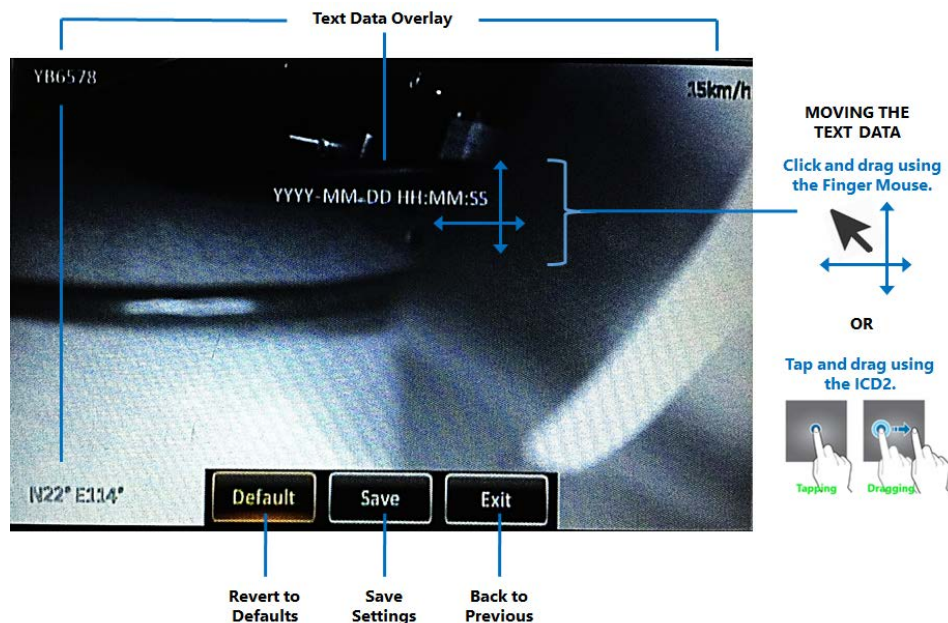 Text Data Overlay
YB6578
15km/h
MOVING THE
TEXT DATA
Click and drag using
the Finger Mouse.
YYYY-MM-DD HH:MM:SS
OR
Tap and drag using
the ICD2.
Tapping
Dragging
N22° E114°
Default
Save
Exit
Revert to
Defaults
Save
Settings
Back to
Previous